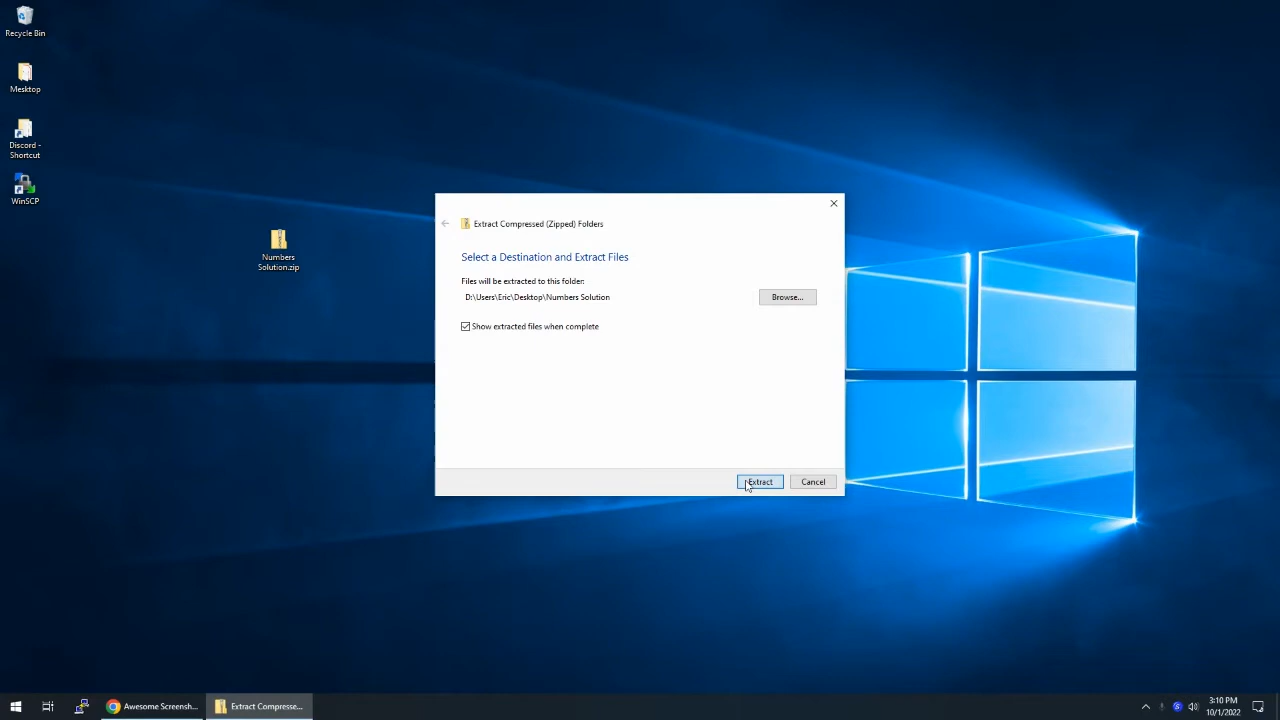 Recycle Bin
Mesktop
Discord -
Shortcut
WinSCP
Numbers
Solution.zip
Extract Compressed (Zipped) Folders
Select a Destination and Extract Files
Files will be extracted to this folder:
D:\Users\Eric\Desktop\Numbers Solution
Browse...
Show extracted files when complete
Extract
Cancel
Awesome Screensh...
Extract Compresse...
3:10 PM
10/1/2022